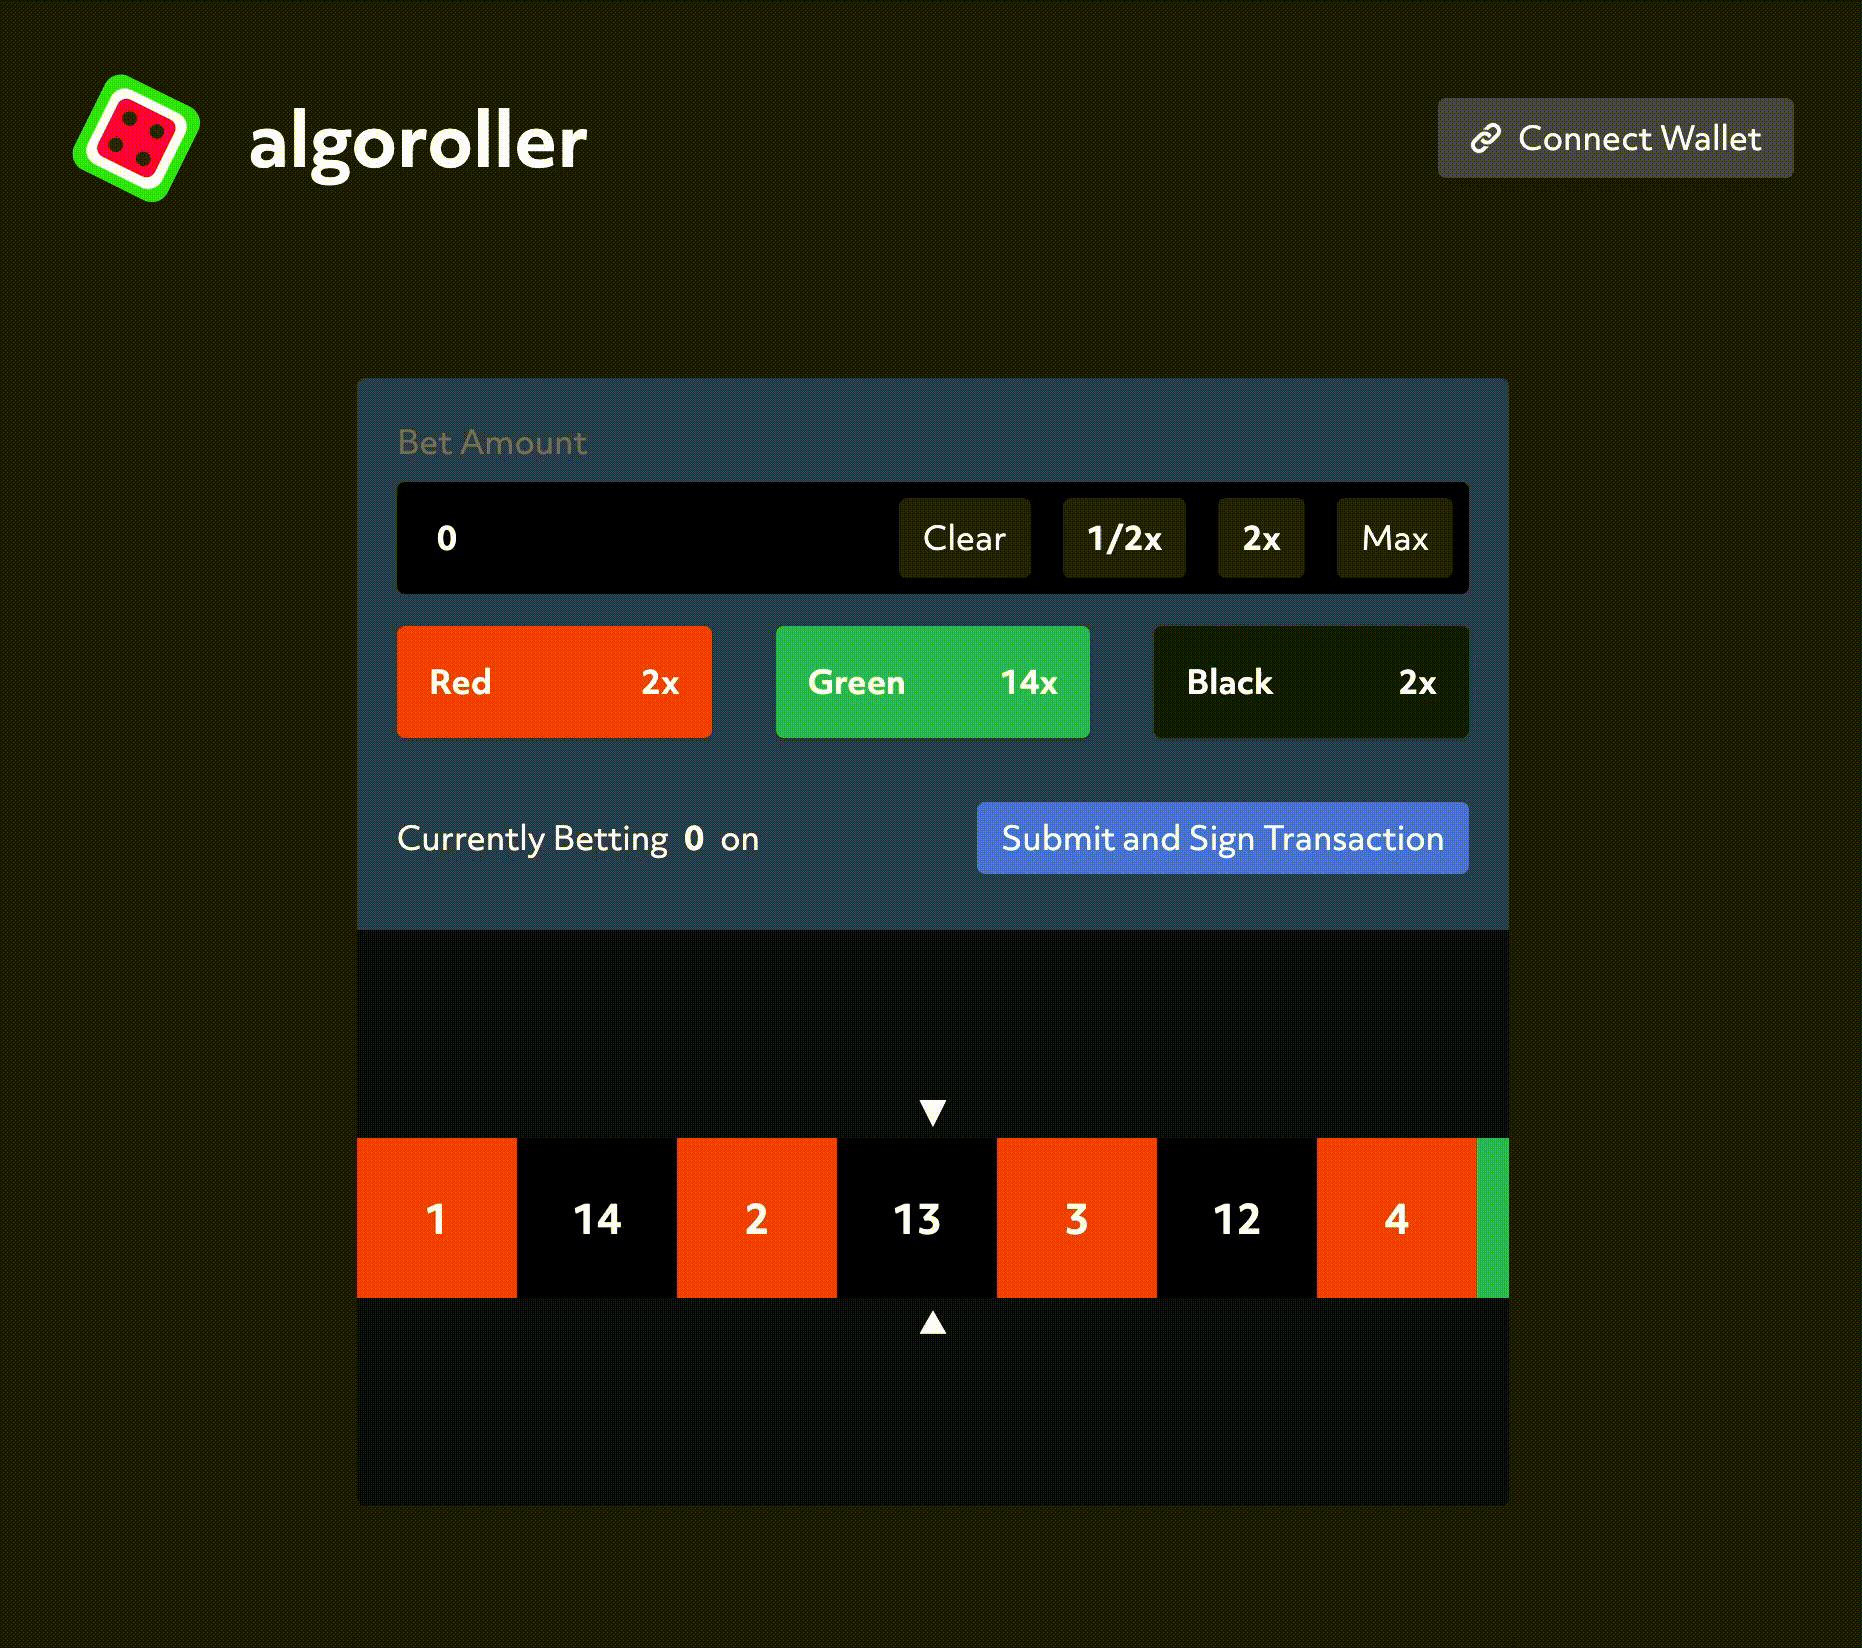 algoroller
Connect Wallet
Bet Amount
0 Clear 1/2x 2x Max
Red 2x Green 14x Black 2x
Currently Betting 0 on Submit and Sign Transaction
1 14 2 13 3 12 4